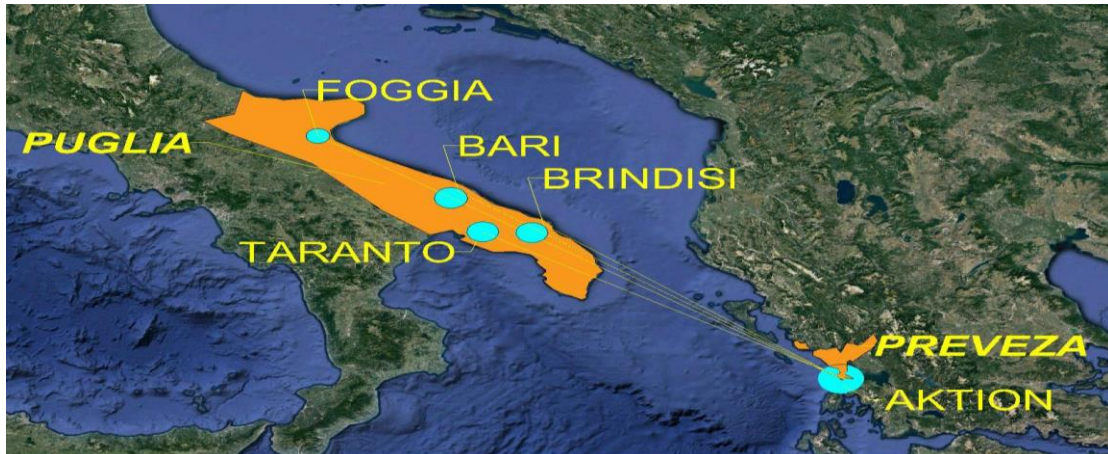 FOGGIA
PUGLIA
BARI
BRINDISI
TARANTO
PREVEZA
AKTION